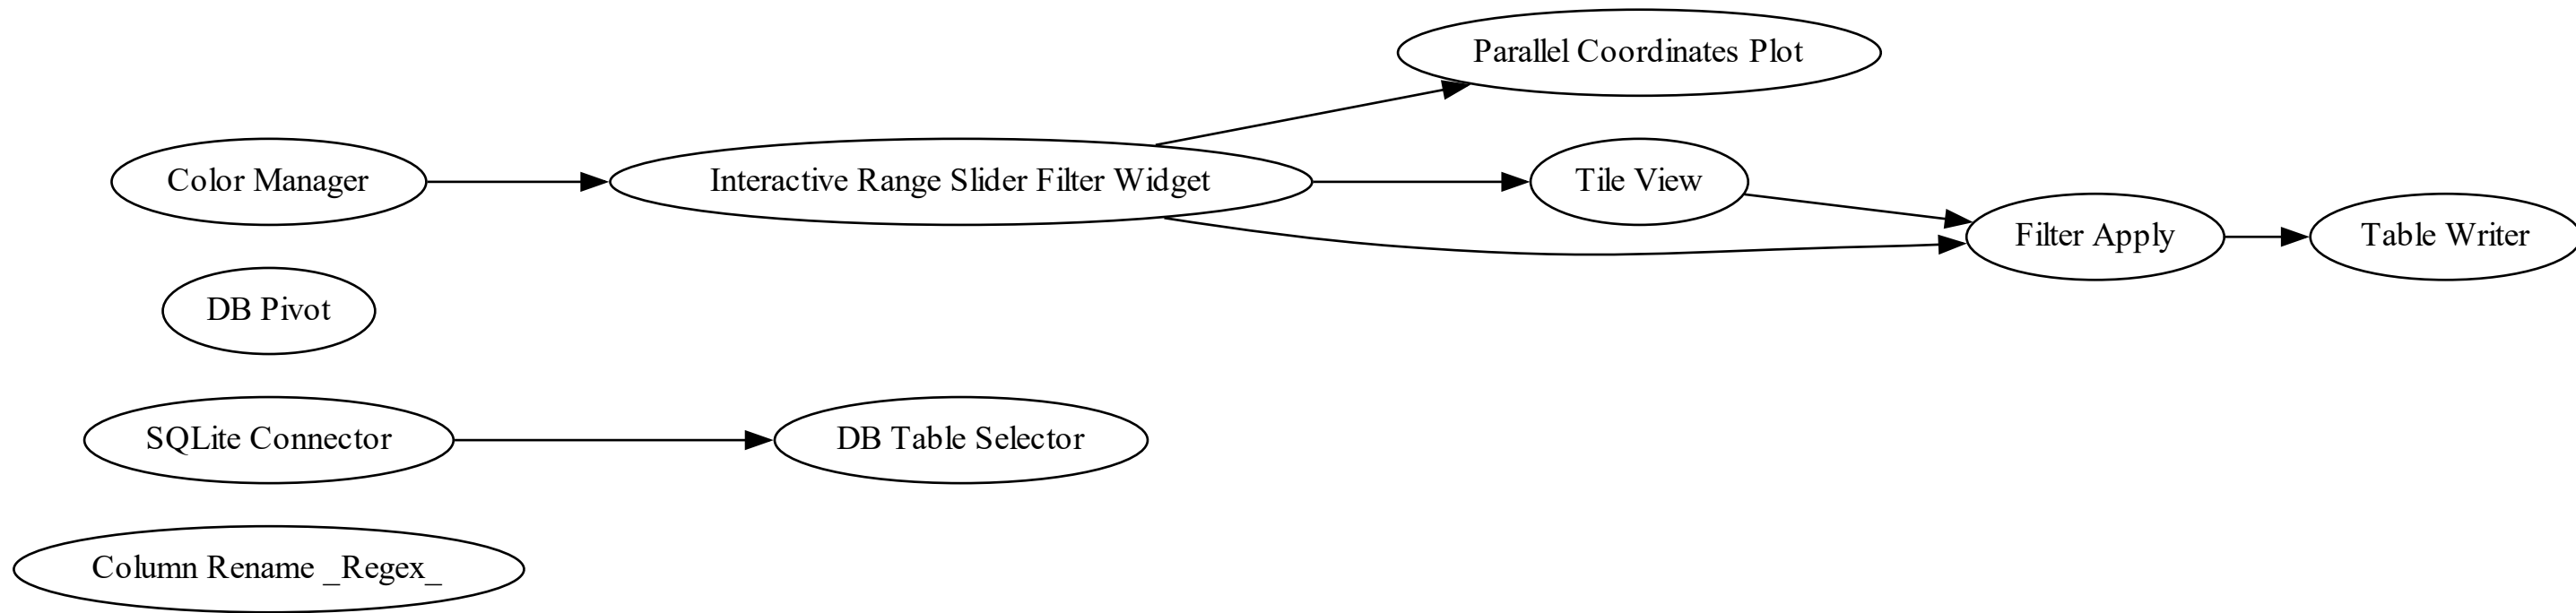 Parallel Coordinates Plot
Color Manager
Interactive Range Slider Filter Widget
Tile View
Filter Apply
Table Writer
DB Pivot
SQLite Connector
DB Table Selector
Column Rename _Regex_